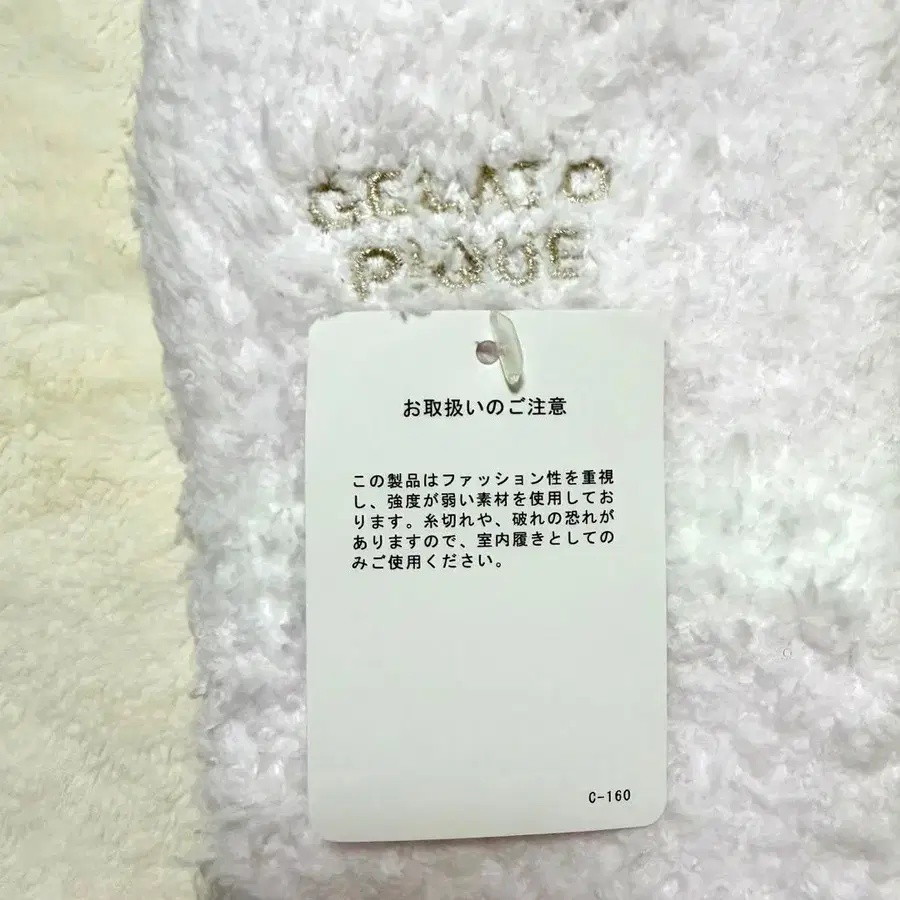 GELATO
PIQUE
お取扱いのご注意
この製品はファッション性を重視
し、強度が弱い素材を使用してお
ります。糸切れや、破れの恐れが
ありますので、室内履きとしての
みご使用ください。
C-160